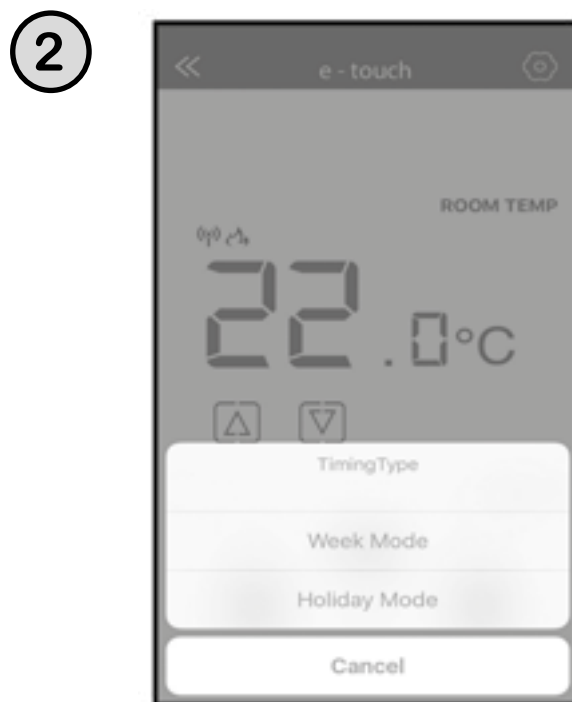 2
e - touch
ROOM TEMP
22.0°C
TimingType
Week Mode
Holiday Mode
Cancel